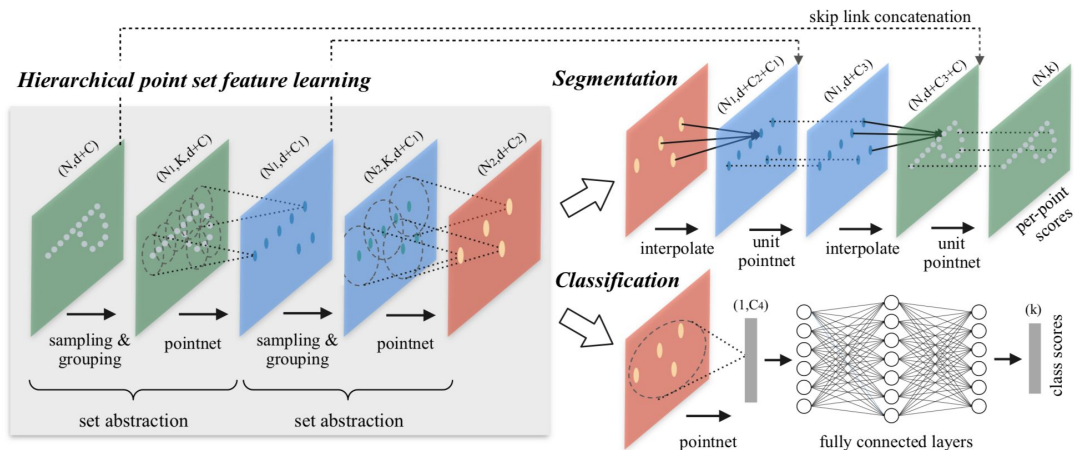 skip link concatenation
Hierarchical point set feature learning
(N,d+C)
(N1,K,d+C)
(N1,d+C1)
(N2,K,d+C1)
(N2,d+C2)
sampling &
grouping
pointnet
sampling &
grouping
pointnet
set abstraction
set abstraction
Segmentation
(N1,d+C2+C1)
(N1,d+C3)
(N,d+C3+C)
(N,k)
interpolate
unit
pointnet
interpolate
unit
pointnet
per-point
scores
Classification
(1,C4)
pointnet
fully connected layers
(k)
class scores